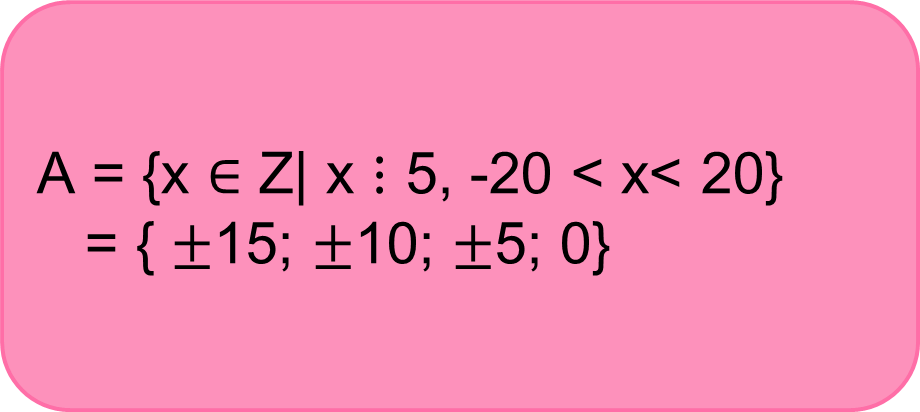 A = {x ∈ Z| x ⋮ 5, -20 < x< 20}
= { ±15; ±10; ±5; 0}